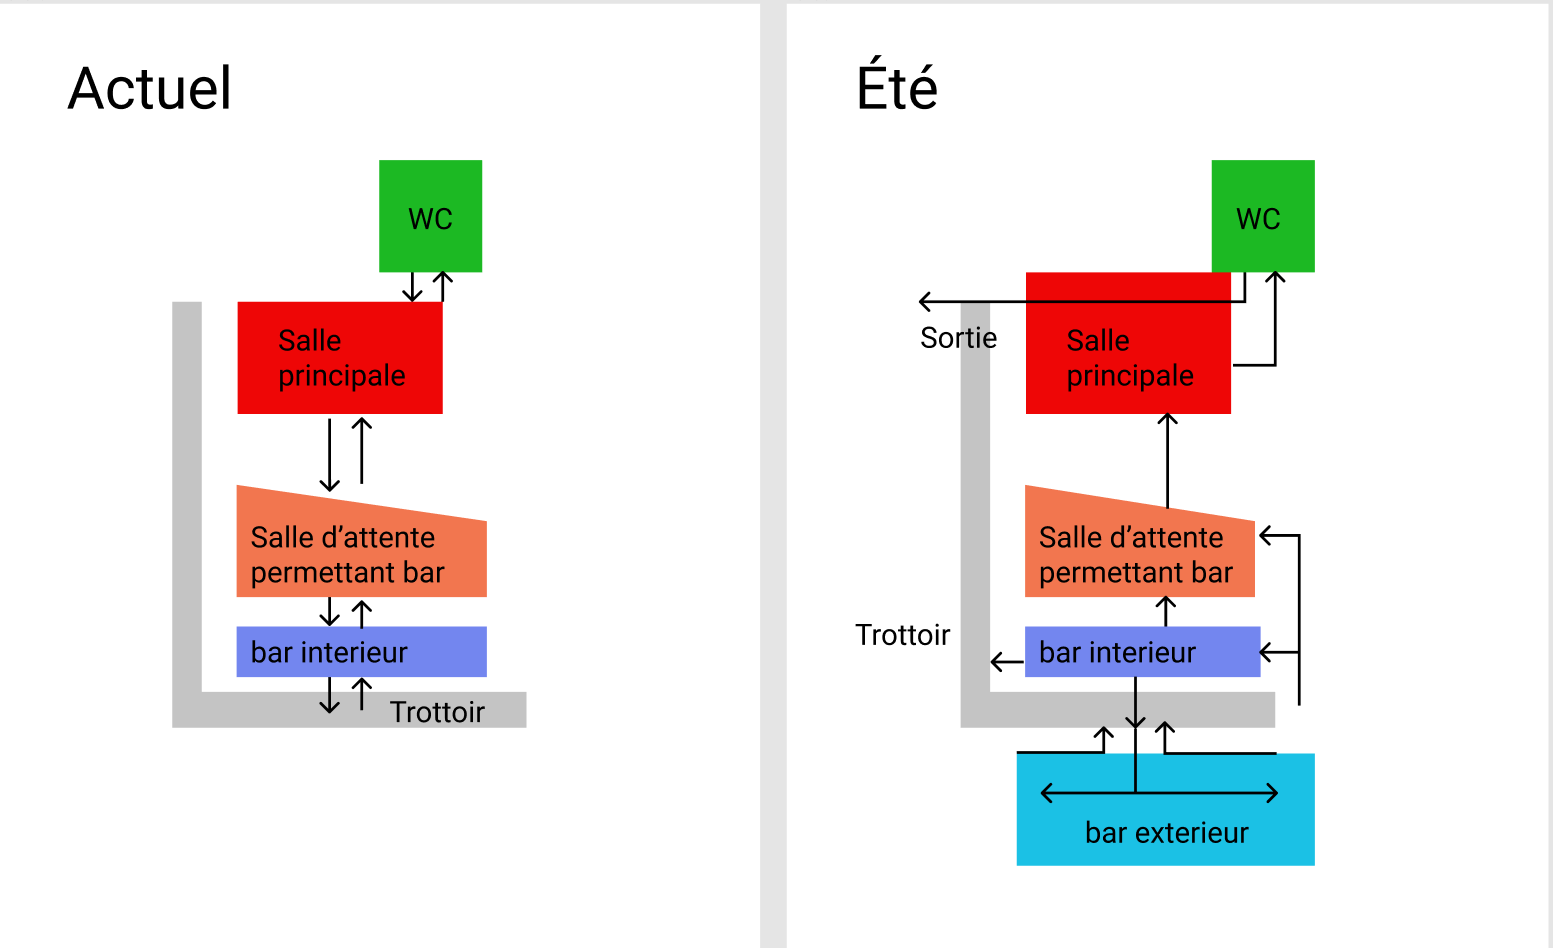 Actuel
WC
Salle
principale
Salle d'attente
permettant bar
bar interieur
Trottoir
Été
WC
Sortie
Salle
principale
Salle d'attente
permettant bar
Trottoir
bar interieur
bar exterieur